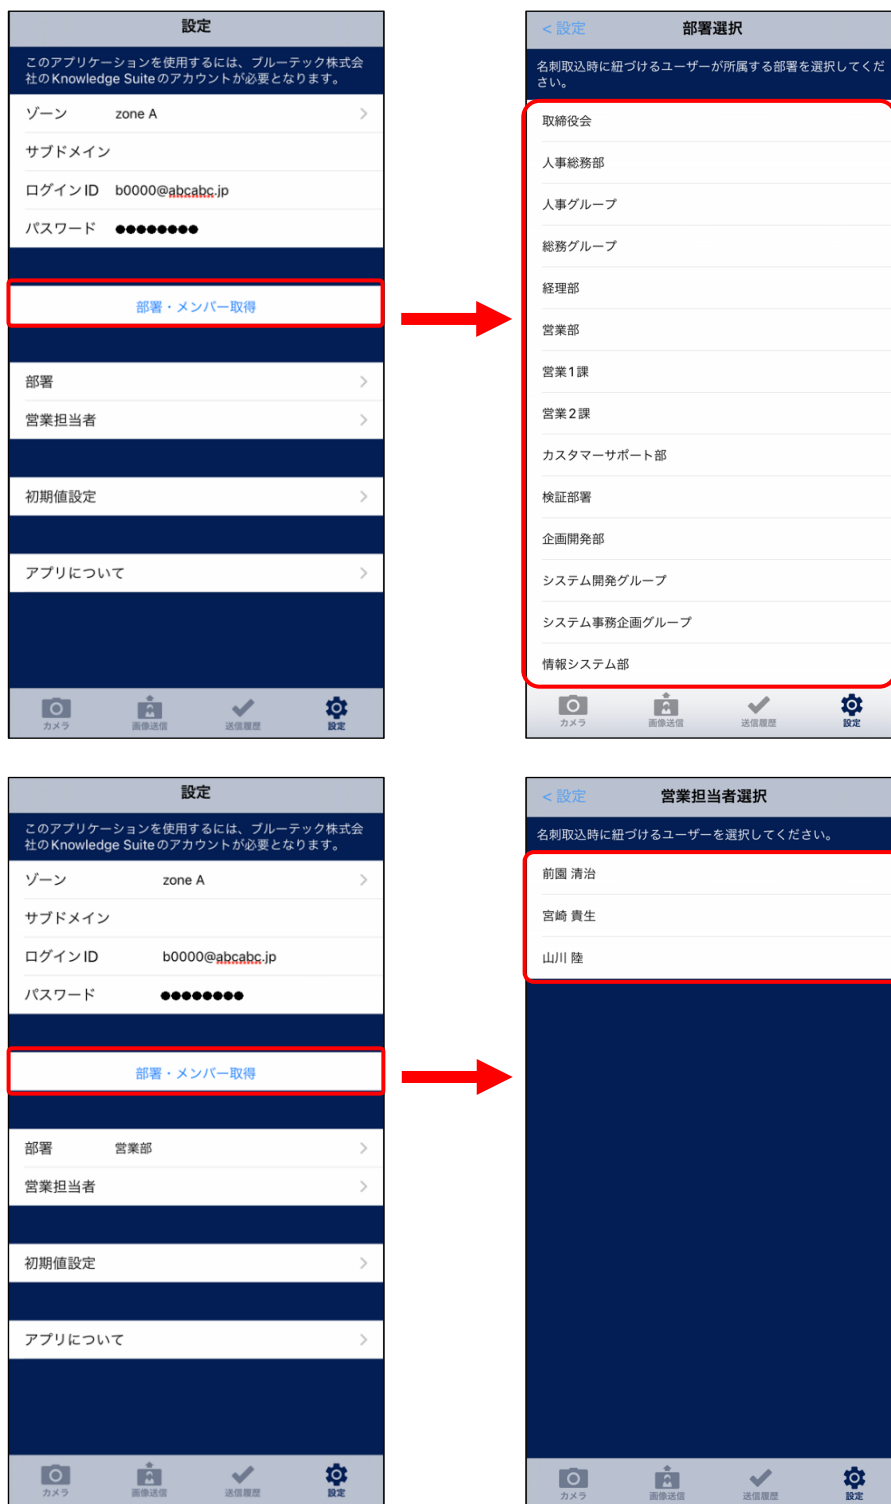 設定
このアプリケーションを使用するには、ブルーテック株式会
社のKnowledge Suiteのアカウントが必要となります。
ゾーン zone A
サブドメイン
ログインID b0000@abcabc.jp
パスワード ●●●●●●●●
部署・メンバー取得
部署
営業担当者
初期値設定
アプリについて
カメラ 画像送信 送信履歴 設定
< 設定 部署選択
名刺取込時に紐づけるユーザーが所属する部署を選択してくだ
さい。
取締役会
人事総務部
人事グループ
総務グループ
経理部
営業部
営業1課
営業2課
カスタマーサポート部
検証部署
企画開発部
システム開発グループ
システム事務企画グループ
情報システム部
カメラ 画像送信 送信履歴 設定
設定
このアプリケーションを使用するには、ブルーテック株式会
社のKnowledge Suiteのアカウントが必要となります。
ゾーン zone A
サブドメイン
ログインID b0000@abcabc.jp
パスワード ●●●●●●●●
部署・メンバー取得
部署 営業部
営業担当者
初期値設定
アプリについて
カメラ 画像送信 送信履歴 設定
< 設定 営業担当者選択
名刺取込時に紐づけるユーザーを選択してください。
前園 清治
宮崎 貴生
山川 陸
カメラ 画像送信 送信履歴 設定